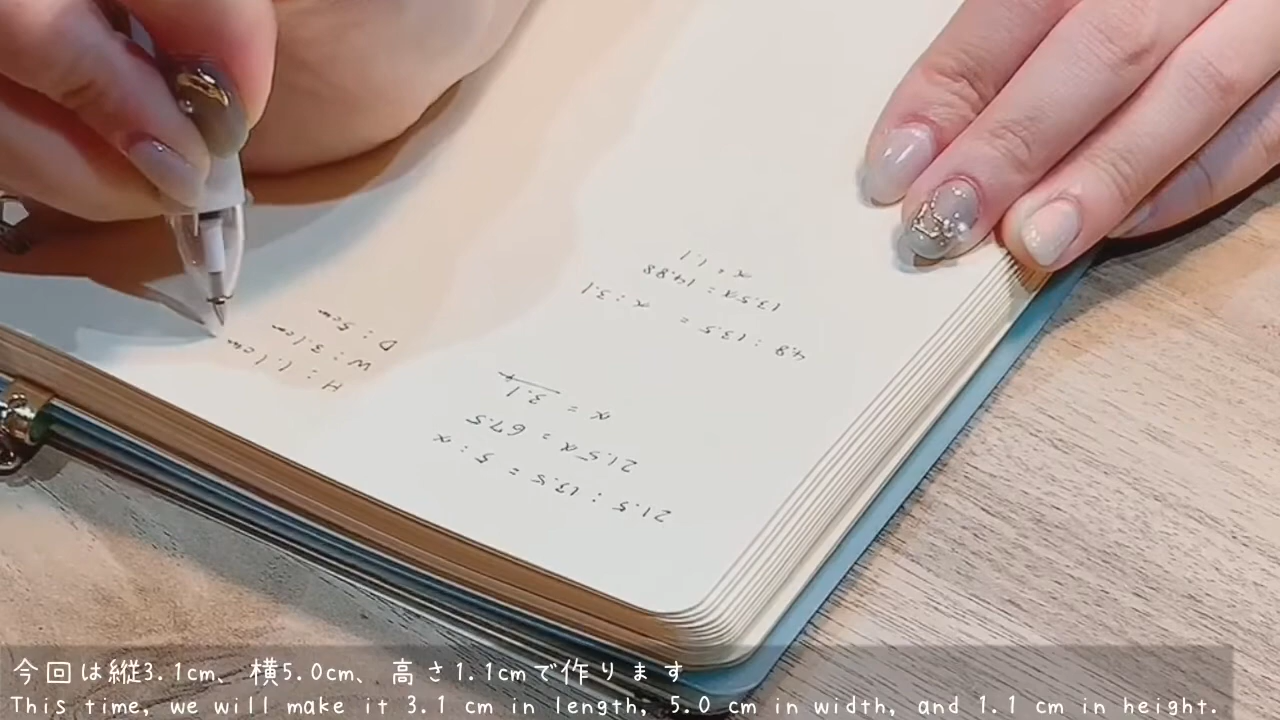 21.5 : 13.5 = 5 : x
21.5x = 67.5
x = 3.1
4.8 : 13.5 = x : 3.1
13.5x = 14.88
x = 1.1
H : 1.1cm
W : 3.1cm
D : 5cm
今回は縦3.1cm、横5.0cm、高さ1.1cmで作ります
This time, we will make it 3.1 cm in length, 5.0 cm in width, and 1.1 cm in height.